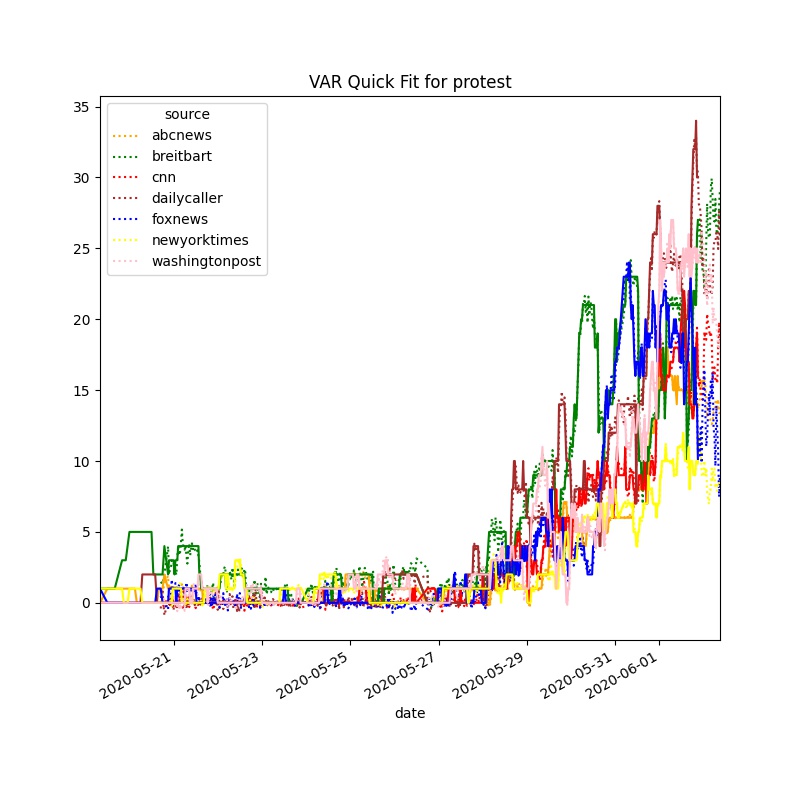 VAR Quick Fit for protest
35
30
25
20
15
10
5
0
source
abcnews
breitbart
cnn
dailycaller
foxnews
newyorktimes
washingtonpost
2020-05-21
2020-05-23
2020-05-25
2020-05-27
2020-05-29
2020-05-31
2020-06-01
date